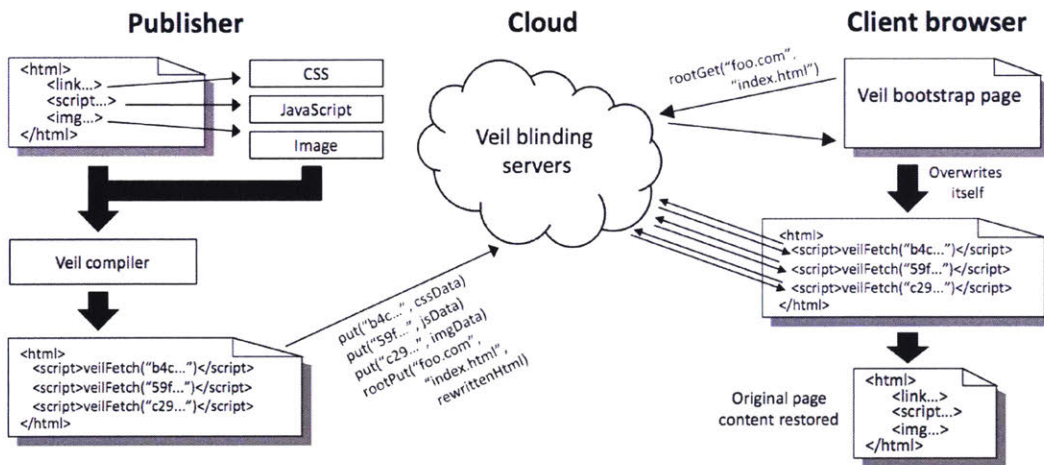 Publisher
Cloud
Client browser
<html>
<link...>
<script...>
<img...>
</html>
CSS
JavaScript
Image
Veil compiler
<html>
<script>veilFetch("b4c...")</script>
<script>veilFetch("59f...")</script>
<script>veilFetch("c29...")</script>
</html>
put("b4c...", cssData)
put("59f...", jsData)
put("c29...", imgData)
rootPut("foo.com",
"index.html",
rewrittenHtml)
Veil blinding
servers
rootGet("foo.com",
"index.html")
Veil bootstrap page
Overwrites
itself
<html>
<script>veilFetch("b4c...")</script>
<script>veilFetch("59f...")</script>
<script>veilFetch("c29...")</script>
</html>
Original page
content restored
<html>
<link...>
<script...>
<img...>
</html>